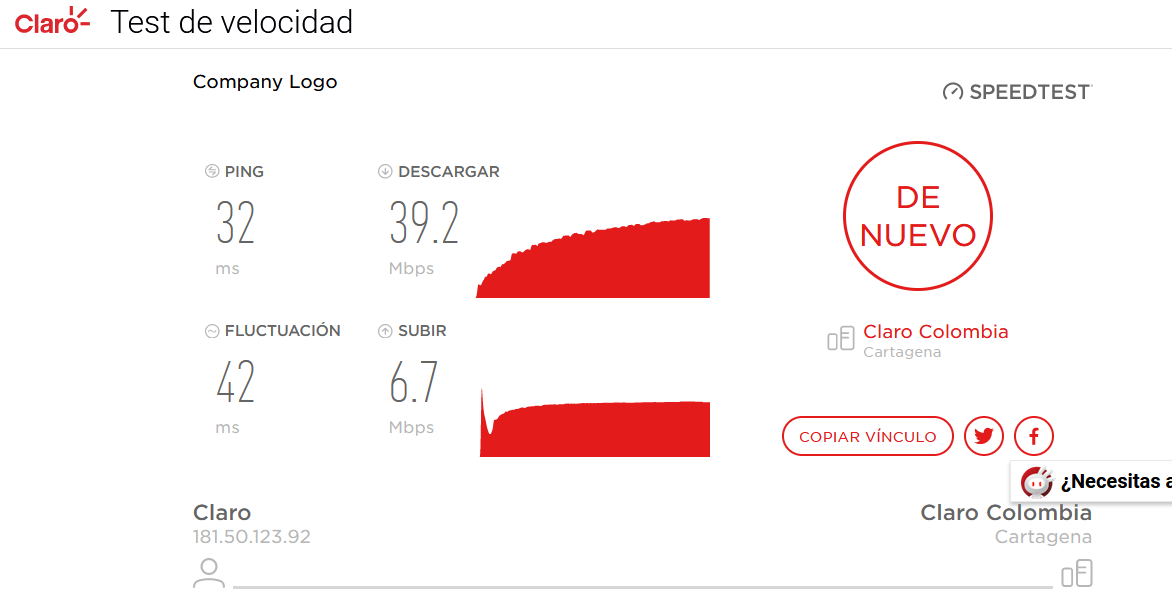 Claro Test de velocidad
Company Logo
SPEEDTEST
PING
32
ms
DESCARGAR
39.2
Mbps
DE
NUEVO
FLUCTUACIÓN
42
ms
SUBIR
6.7
Mbps
Claro Colombia
Cartagena
COPIAR VÍNCULO
¿Necesitas a
Claro
181.50.123.92
Claro Colombia
Cartagena